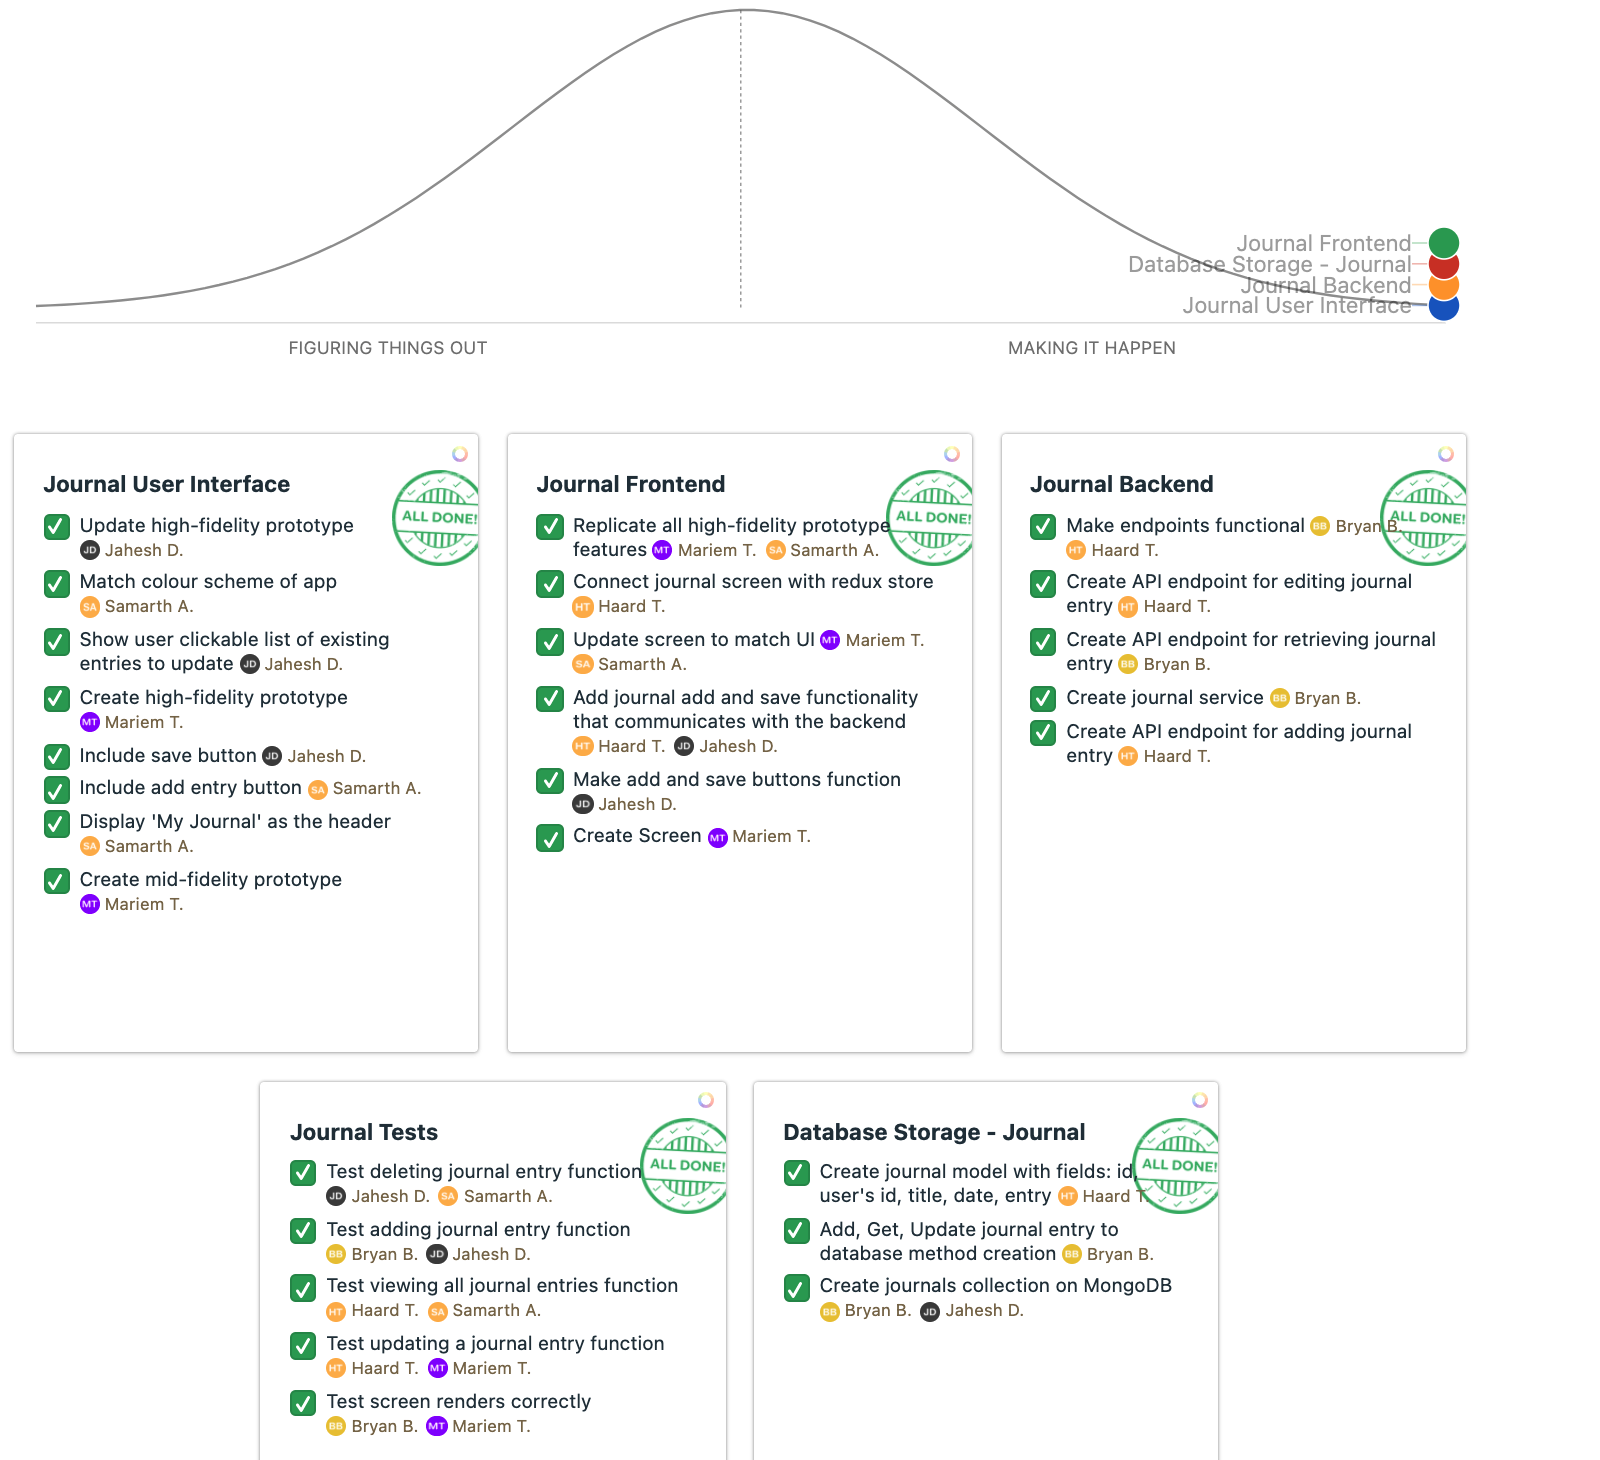 Journal Frontend
Database Storage - Journal
Journal Backend
Journal User Interface
FIGURING THINGS OUT
MAKING IT HAPPEN
Journal User Interface
ALL DONE!
Update high-fidelity prototype
JD Jahesh D.
Match colour scheme of app
SA Samarth A.
Show user clickable list of existing
entries to update JD Jahesh D.
Create high-fidelity prototype
MT Mariem T.
Include save button JD Jahesh D.
Include add entry button SA Samarth A.
Display 'My Journal' as the header
SA Samarth A.
Create mid-fidelity prototype
MT Mariem T.
Journal Frontend
ALL DONE!
Replicate all high-fidelity prototype
features MT Mariem T. SA Samarth A.
Connect journal screen with redux store
HT Haard T.
Update screen to match UI MT Mariem T.
SA Samarth A.
Add journal add and save functionality
that communicates with the backend
HT Haard T. JD Jahesh D.
Make add and save buttons function
JD Jahesh D.
Create Screen MT Mariem T.
Journal Backend
ALL DONE!
Make endpoints functional BB Bryan B.
HT Haard T.
Create API endpoint for editing journal
entry HT Haard T.
Create API endpoint for retrieving journal
entry BB Bryan B.
Create journal service BB Bryan B.
Create API endpoint for adding journal
entry HT Haard T.
Journal Tests
ALL DONE!
Test deleting journal entry function
JD Jahesh D. SA Samarth A.
Test adding journal entry function
BB Bryan B. JD Jahesh D.
Test viewing all journal entries function
HT Haard T. SA Samarth A.
Test updating a journal entry function
HT Haard T. MT Mariem T.
Test screen renders correctly
BB Bryan B. MT Mariem T.
Database Storage - Journal
ALL DONE!
Create journal model with fields: id,
user's id, title, date, entry HT Haard T.
Add, Get, Update journal entry to
database method creation BB Bryan B.
Create journals collection on MongoDB
BB Bryan B. JD Jahesh D.